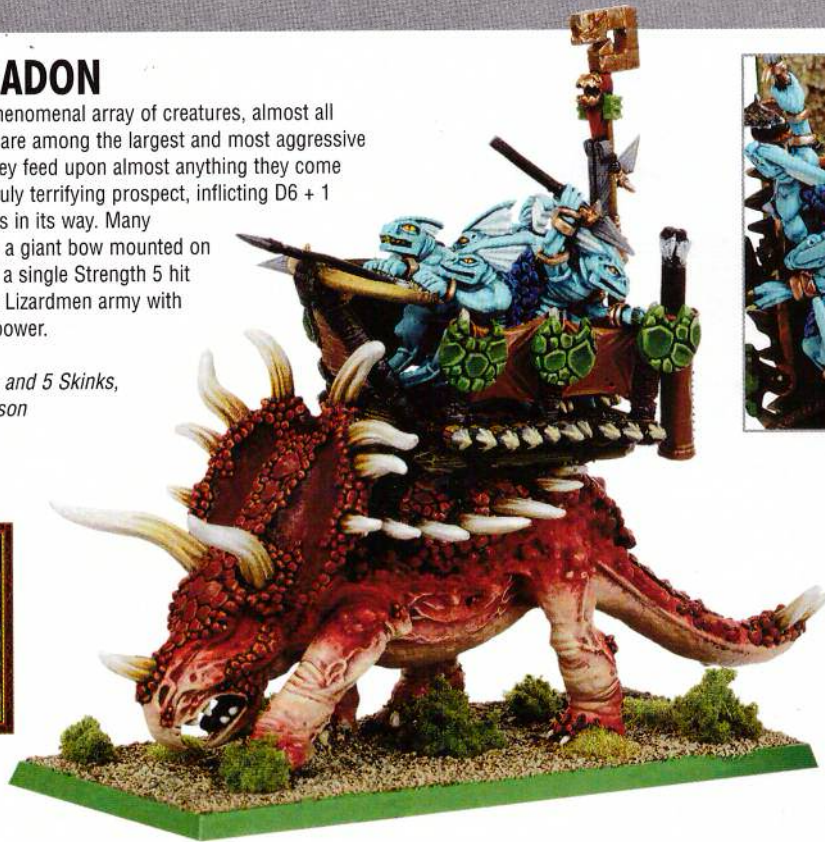 ADON
henomenal array of creatures, almost all
are among the largest and most aggressive
ey feed upon almost anything they come
uly terrifying prospect, inflicting D6 + 1
s in its way. Many
a giant bow mounted on
a single Strength 5 hit
Lizardmen army with
power.
and 5 Skinks,
son